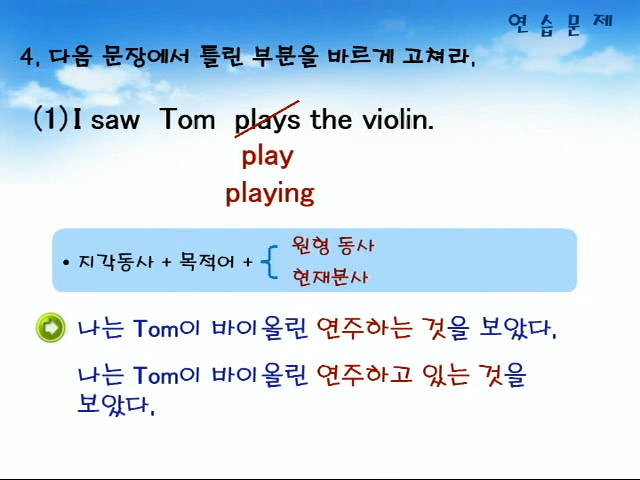 연 습 문 제
4. 다음 문장에서 틀린 부분을 바르게 고쳐라.
(1) I saw Tom plays the violin.
play
playing
• 지각동사 + 목적어 + {
원형 동사
현재분사
나는 Tom이 바이올린 연주하는 것을 보았다.
나는 Tom이 바이올린 연주하고 있는 것을
보았다.